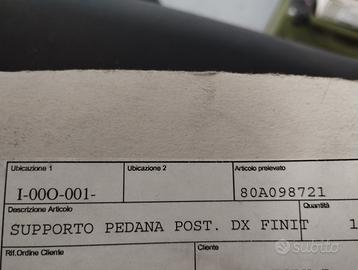 Ubicazione 1 Ubicazione 2 Articolo prelevato
I-00O-001- 80A098721
Descrizione Articolo Quantità
SUPPORTO PEDANA POST. DX FINIT 1
Rif.Ordine Cliente Cliente
subito